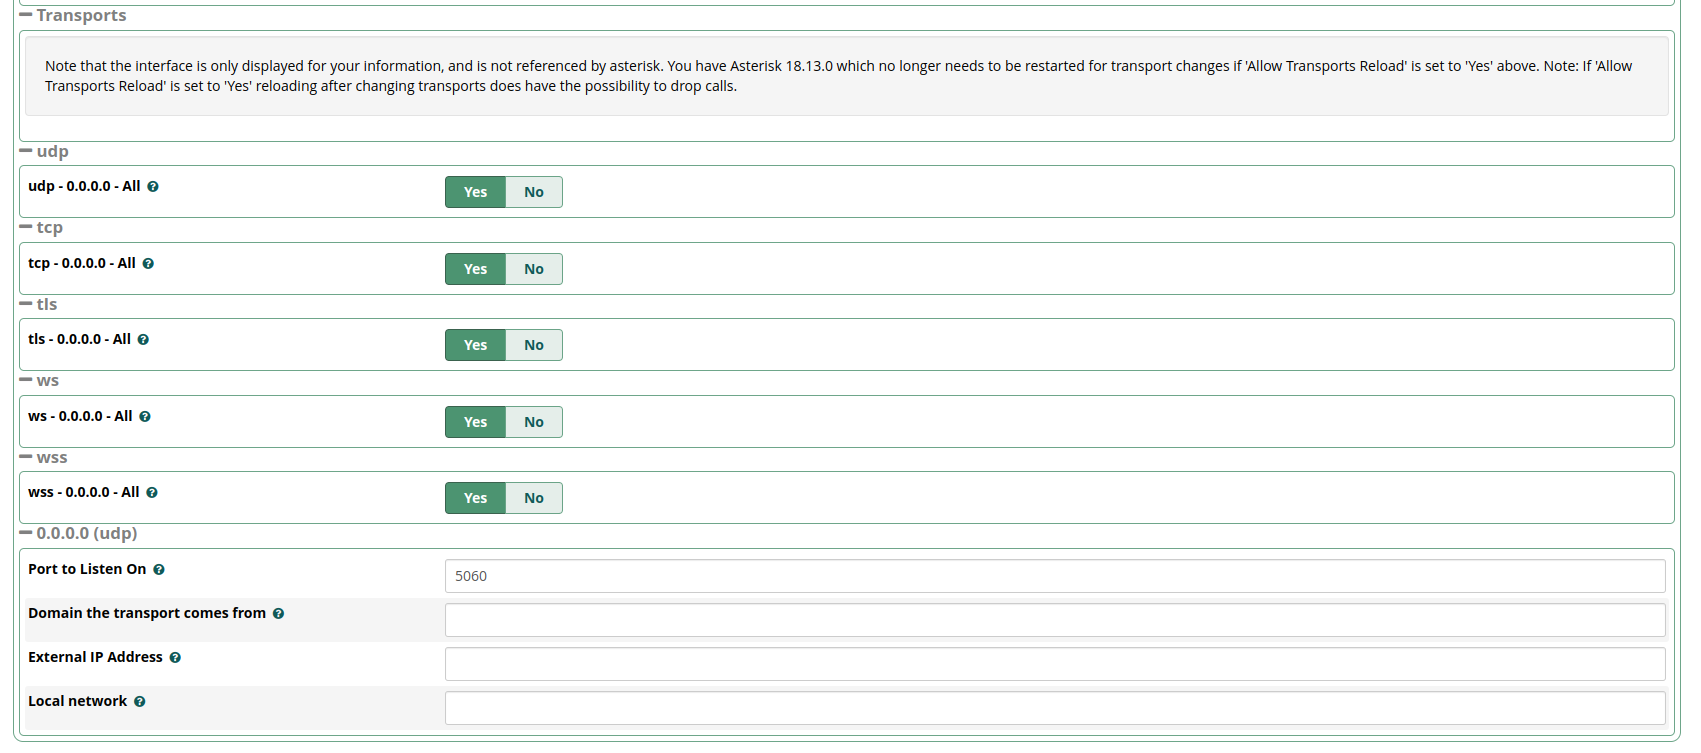 Transports
Note that the interface is only displayed for your information, and is not referenced by asterisk. You have Asterisk 18.13.0 which no longer needs to be restarted for transport changes if 'Allow Transports Reload' is set to 'Yes' above. Note: If 'Allow
Transports Reload' is set to 'Yes' reloading after changing transports does have the possibility to drop calls.
udp
udp - 0.0.0.0 - All Yes No
tcp
tcp - 0.0.0.0 - All Yes No
tls
tls - 0.0.0.0 - All Yes No
ws
ws - 0.0.0.0 - All Yes No
wss
wss - 0.0.0.0 - All Yes No
0.0.0.0 (udp)
Port to Listen On 5060
Domain the transport comes from
External IP Address
Local network